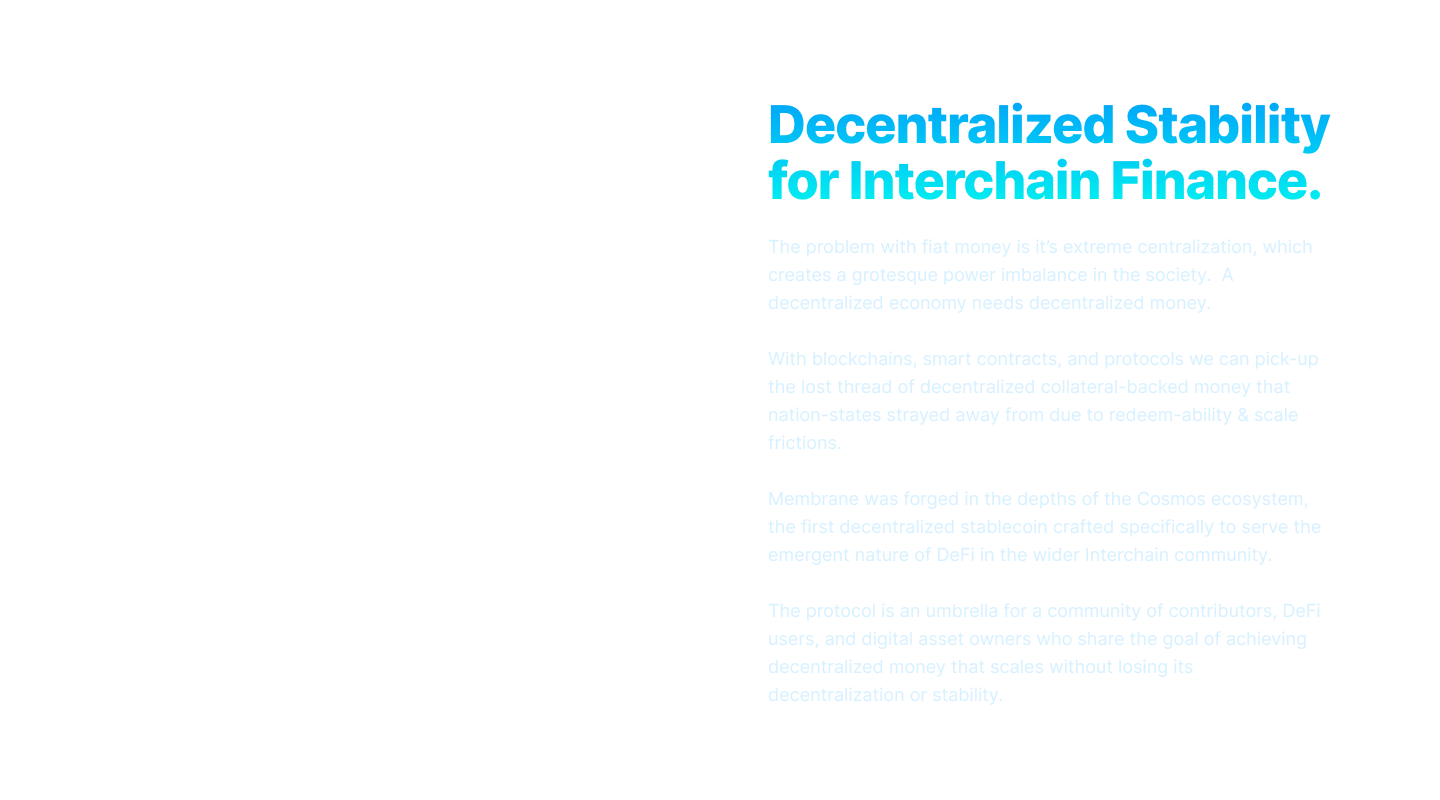 Decentralized Stability
for Interchain Finance.
The problem with fiat money is it’s extreme centralization, which
creates a grotesque power imbalance in the society.  A
decentralized economy needs decentralized money.
With blockchains, smart contracts, and protocols we can pick-up
the lost thread of decentralized collateral-backed money that
nation-states strayed away from due to redeem-ability & scale
frictions.
Membrane was forged in the depths of the Cosmos ecosystem,
the first decentralized stablecoin crafted specifically to serve the
emergent nature of DeFi in the wider Interchain community.
The protocol is an umbrella for a community of contributors, DeFi
users, and digital asset owners who share the goal of achieving
decentralized money that scales without losing its
decentralization or stability.